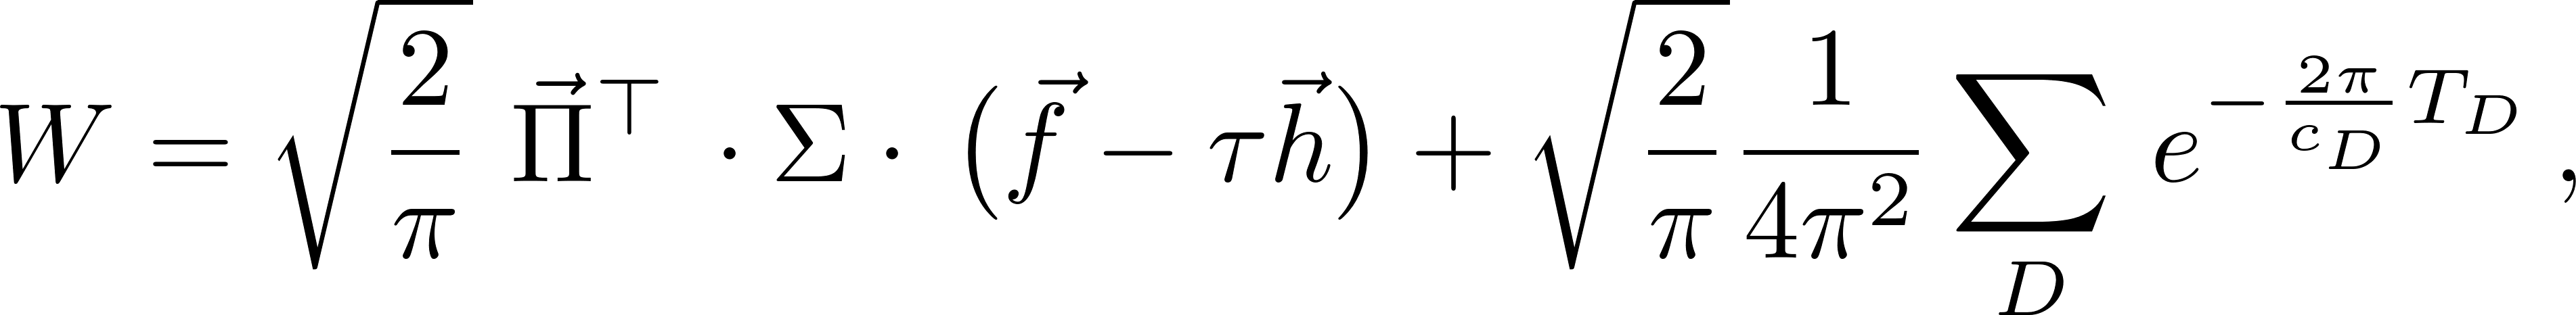 W = \sqrt{\frac{2}{\pi}} \vec{\Pi}^{\top} \cdot \Sigma \cdot (\vec{f} - \tau \vec{h}) + \sqrt{\frac{2}{\pi}} \frac{1}{4\pi^2} \sum_{D} e^{-\frac{2\pi}{c_D} T_D} ,